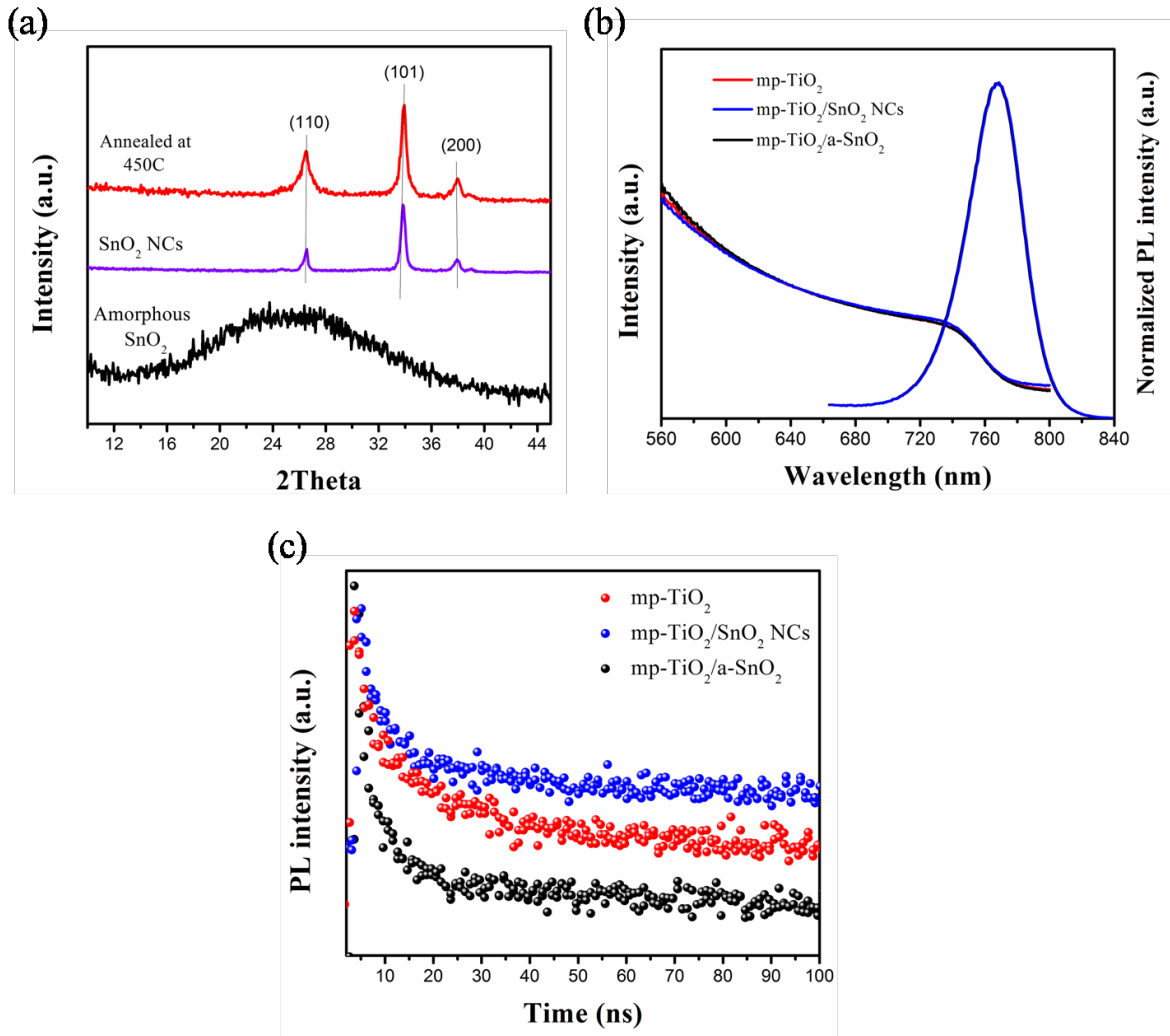 (a)
(101)
(110)
(200)
Annealed at
450C
SnO₂ NCs
Amorphous
SnO₂
Intensity (a.u.)
12 16 20 24 28 32 36 40 44
2Theta
(b)
mp-TiO₂
mp-TiO₂/SnO₂ NCs
mp-TiO₂/a-SnO₂
Intensity (a.u.)
Normalized PL intensity (a.u.)
560 600 640 680 720 760 800 840
Wavelength (nm)
(c)
mp-TiO₂
mp-TiO₂/SnO₂ NCs
mp-TiO₂/a-SnO₂
PL intensity (a.u.)
10 20 30 40 50 60 70 80 90 100
Time (ns)